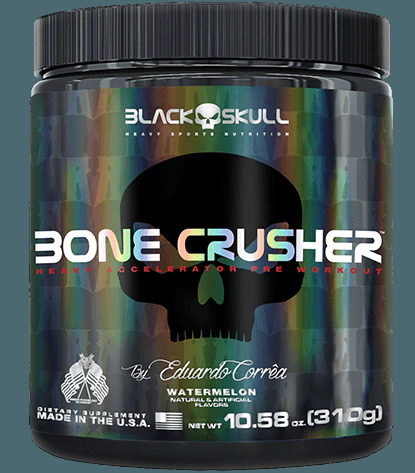 BLACK SKULL
HEAVY SPORTS NUTRITION
BONE CRUSHER™
HEAVY ACCELERATOR PRE WORKOUT
By Eduardo Corrêa
WATERMELON
NATURAL & ARTIFICIAL
FLAVORS
DIETARY SUPPLEMENT
MADE IN THE U.S.A.
NET WT 10.58 oz.(310g)